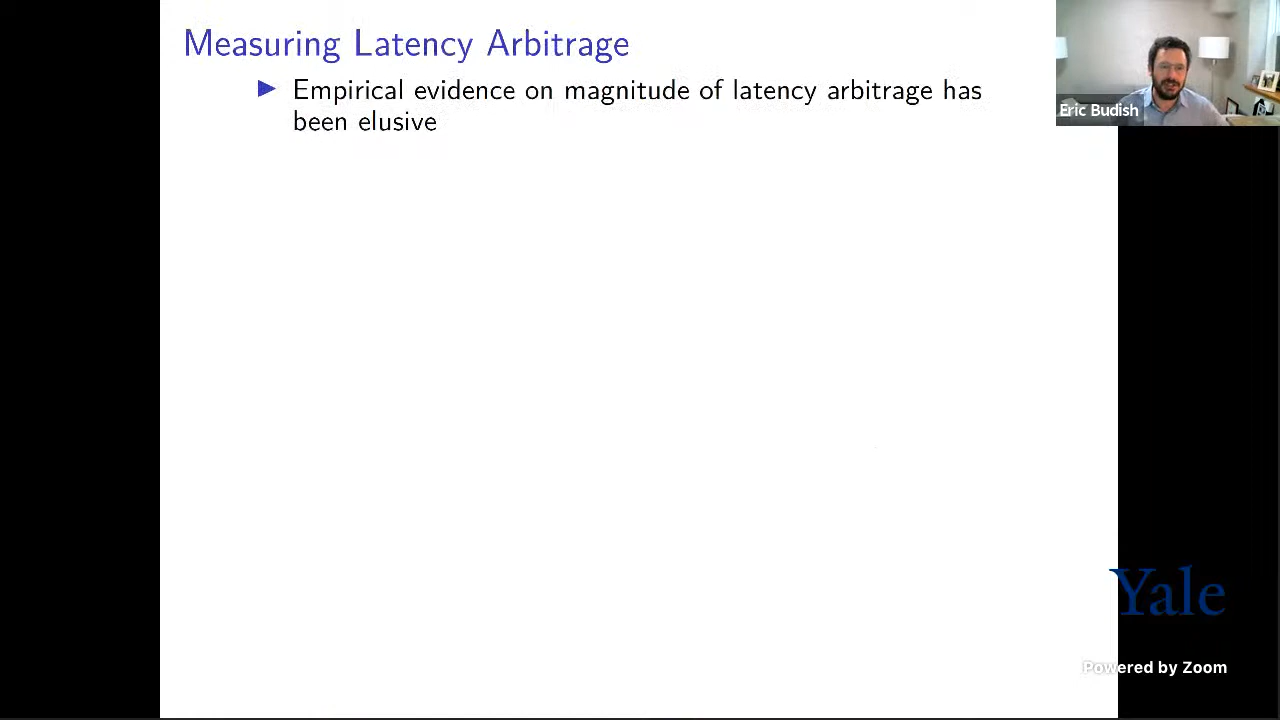 Measuring Latency Arbitrage
▶ Empirical evidence on magnitude of latency arbitrage has
been elusive
Eric Budish
Yale
Powered by Zoom